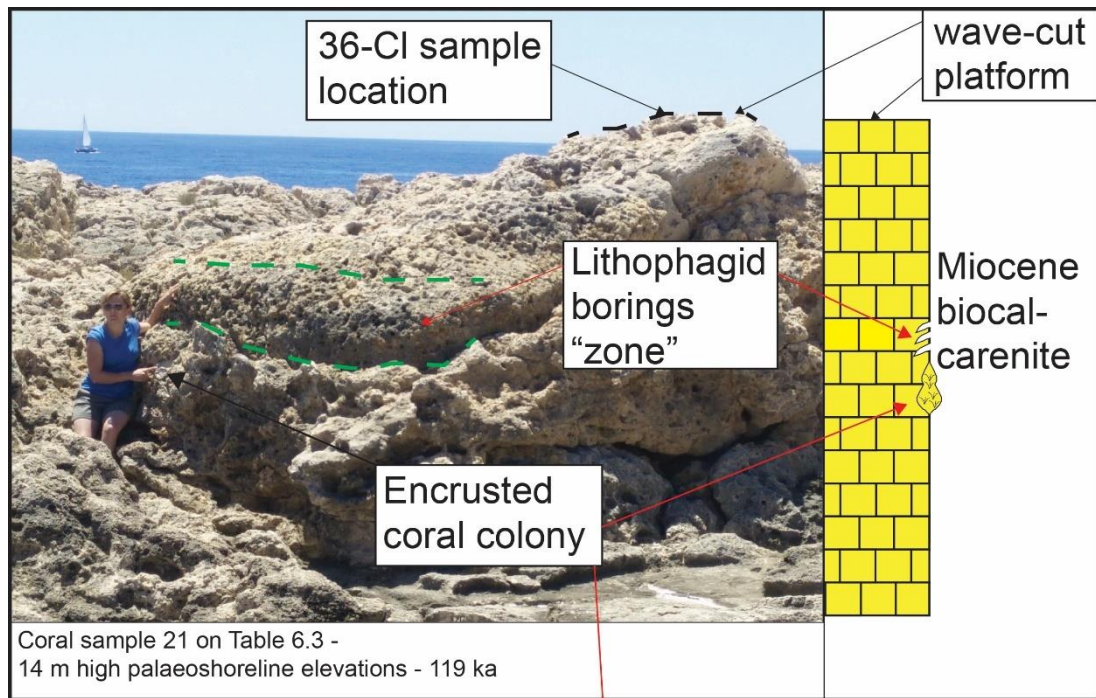 36-Cl sample
location
wave-cut
platform
Lithophagid
borings
“zone”
Miocene
biocal-
carenite
Encrusted
coral colony
Coral sample 21 on Table 6.3 -
14 m high palaeoshoreline elevations - 119 ka